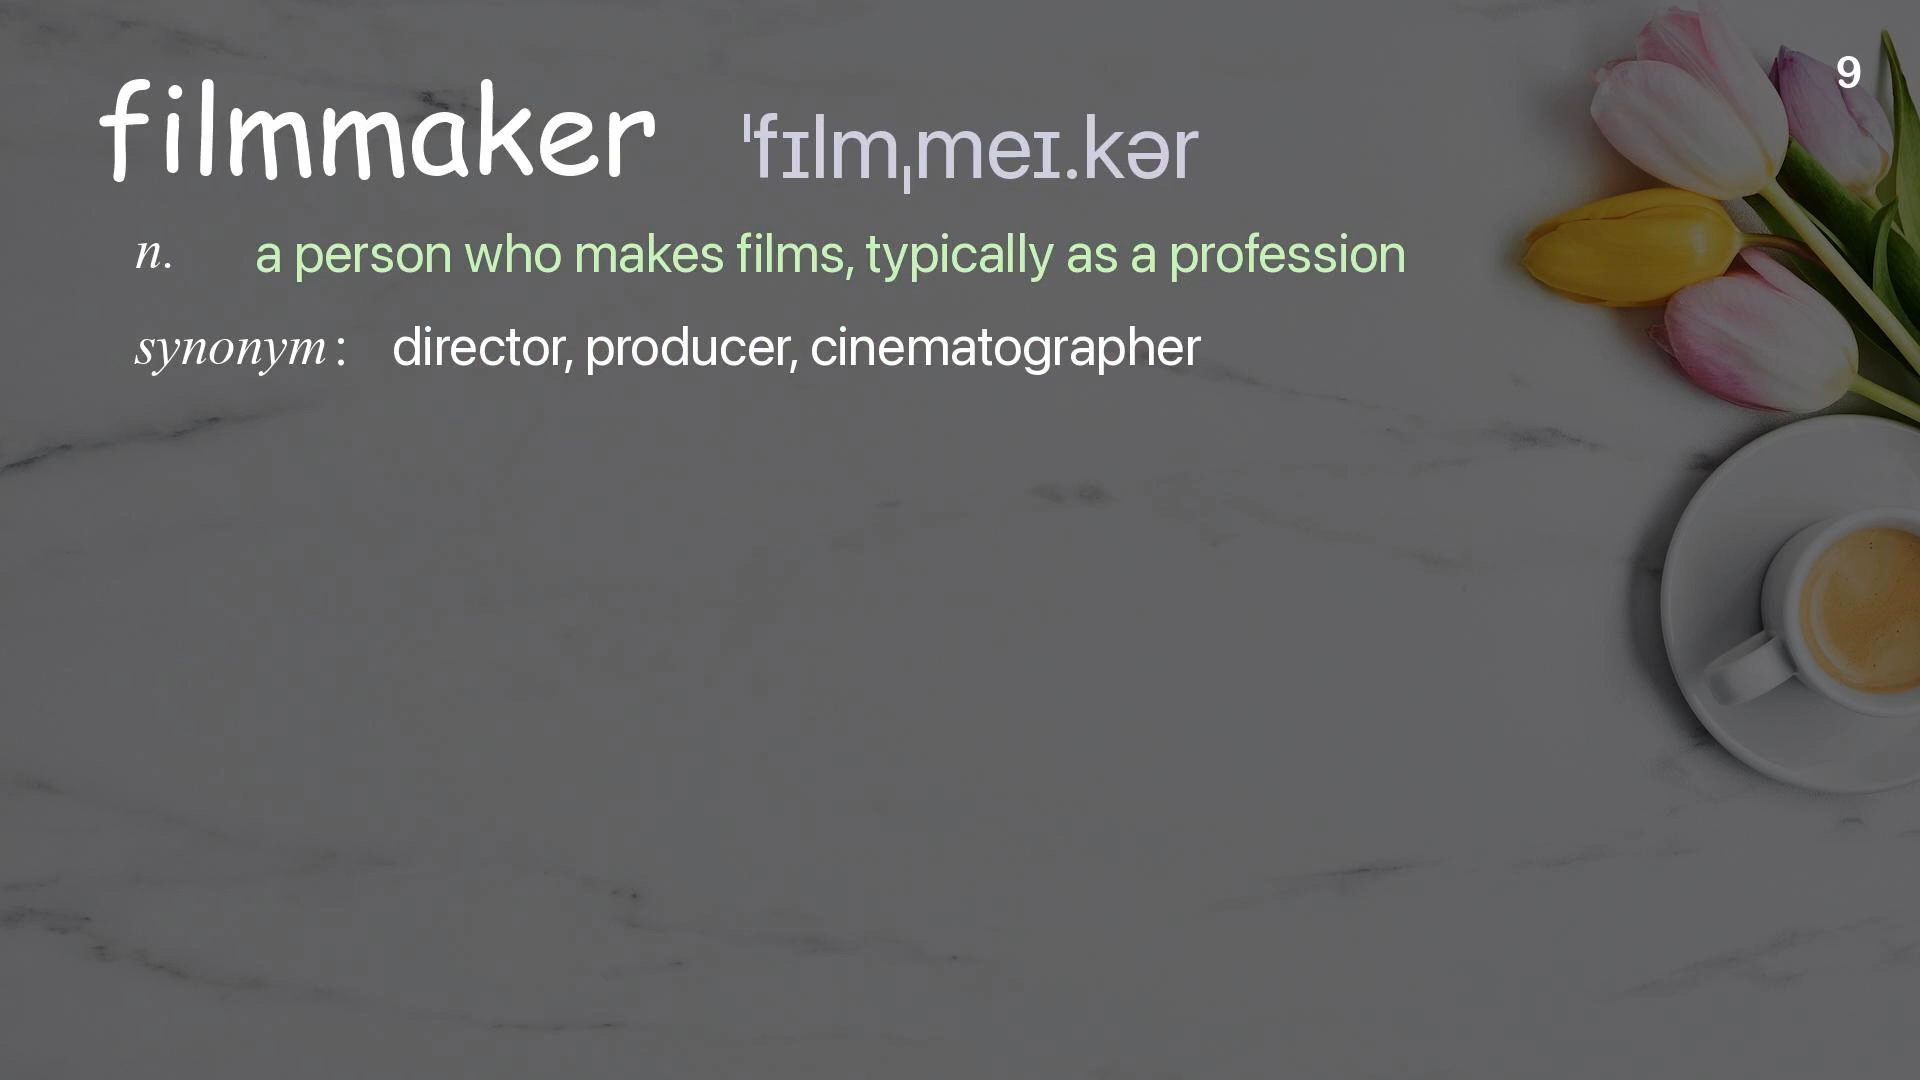 9
filmmaker ˈfɪlmˌmeɪ.kər
n. a person who makes films, typically as a profession
synonym: director, producer, cinematographer